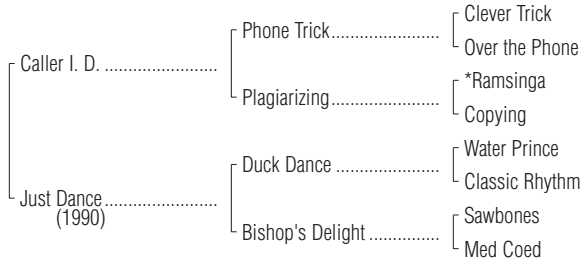 Clever Trick
Phone Trick..........................
Over the Phone
Caller I. D. ...........................
*Ramsinga
Plagiarizing..........................
Copying
Water Prince
Duck Dance .........................
Classic Rhythm
Just Dance...........................
(1990)
Sawbones
Bishop's Delight .................
Med Coed